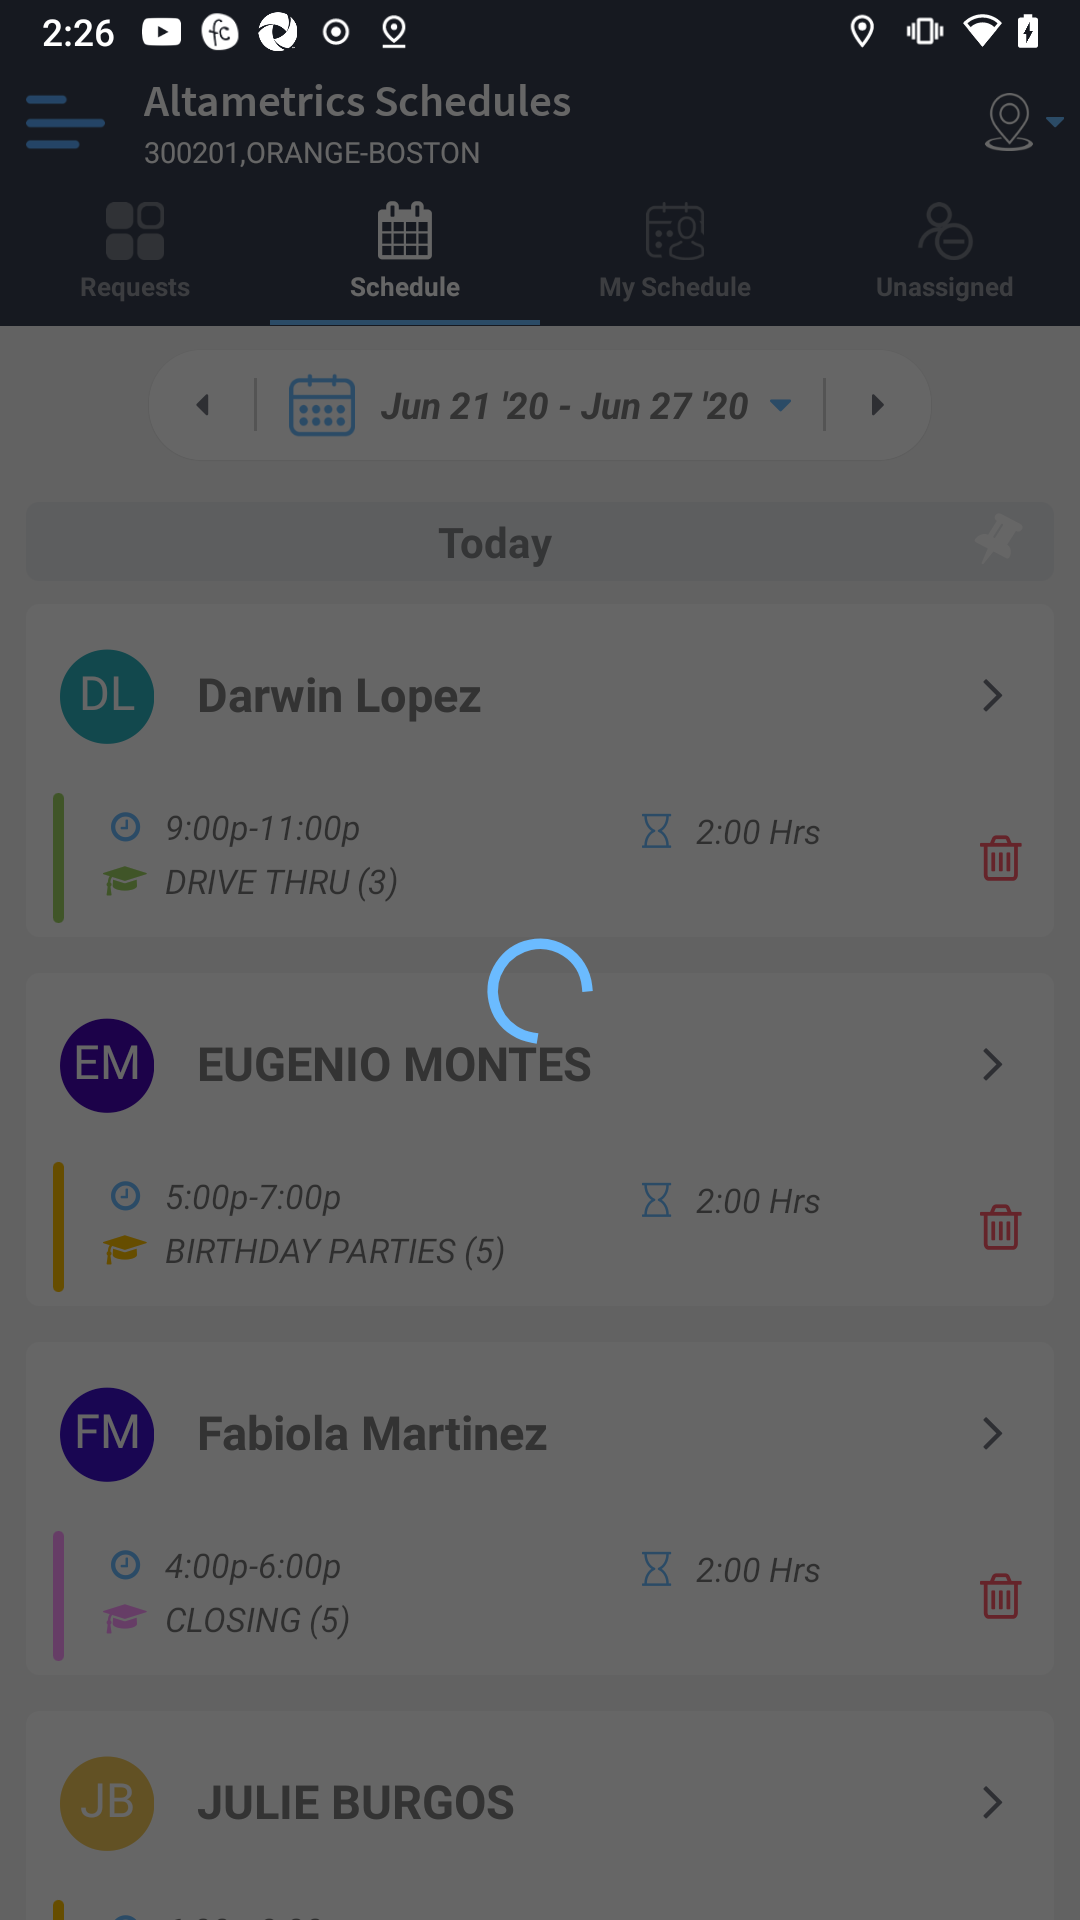 2:26
Altametrics Schedules
300201,ORANGE-BOSTON
Requests
Schedule
My Schedule
Unassigned
Jun 21 '20 - Jun 27 '20
Today
DL
Darwin Lopez
9:00p-11:00p
2:00 Hrs
DRIVE THRU (3)
EM
EUGENIO MONTES
5:00p-7:00p
2:00 Hrs
BIRTHDAY PARTIES (5)
FM
Fabiola Martinez
4:00p-6:00p
2:00 Hrs
CLOSING (5)
JB
JULIE BURGOS